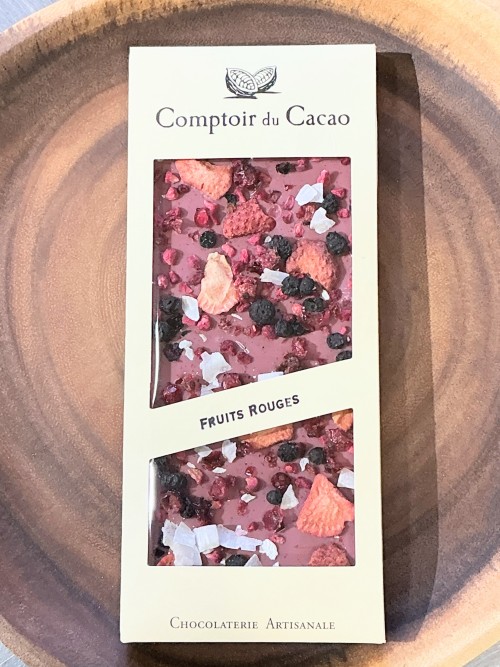 Comptoir du Cacao
FRUITS ROUGES
CHOCOLATERIE ARTISANALE